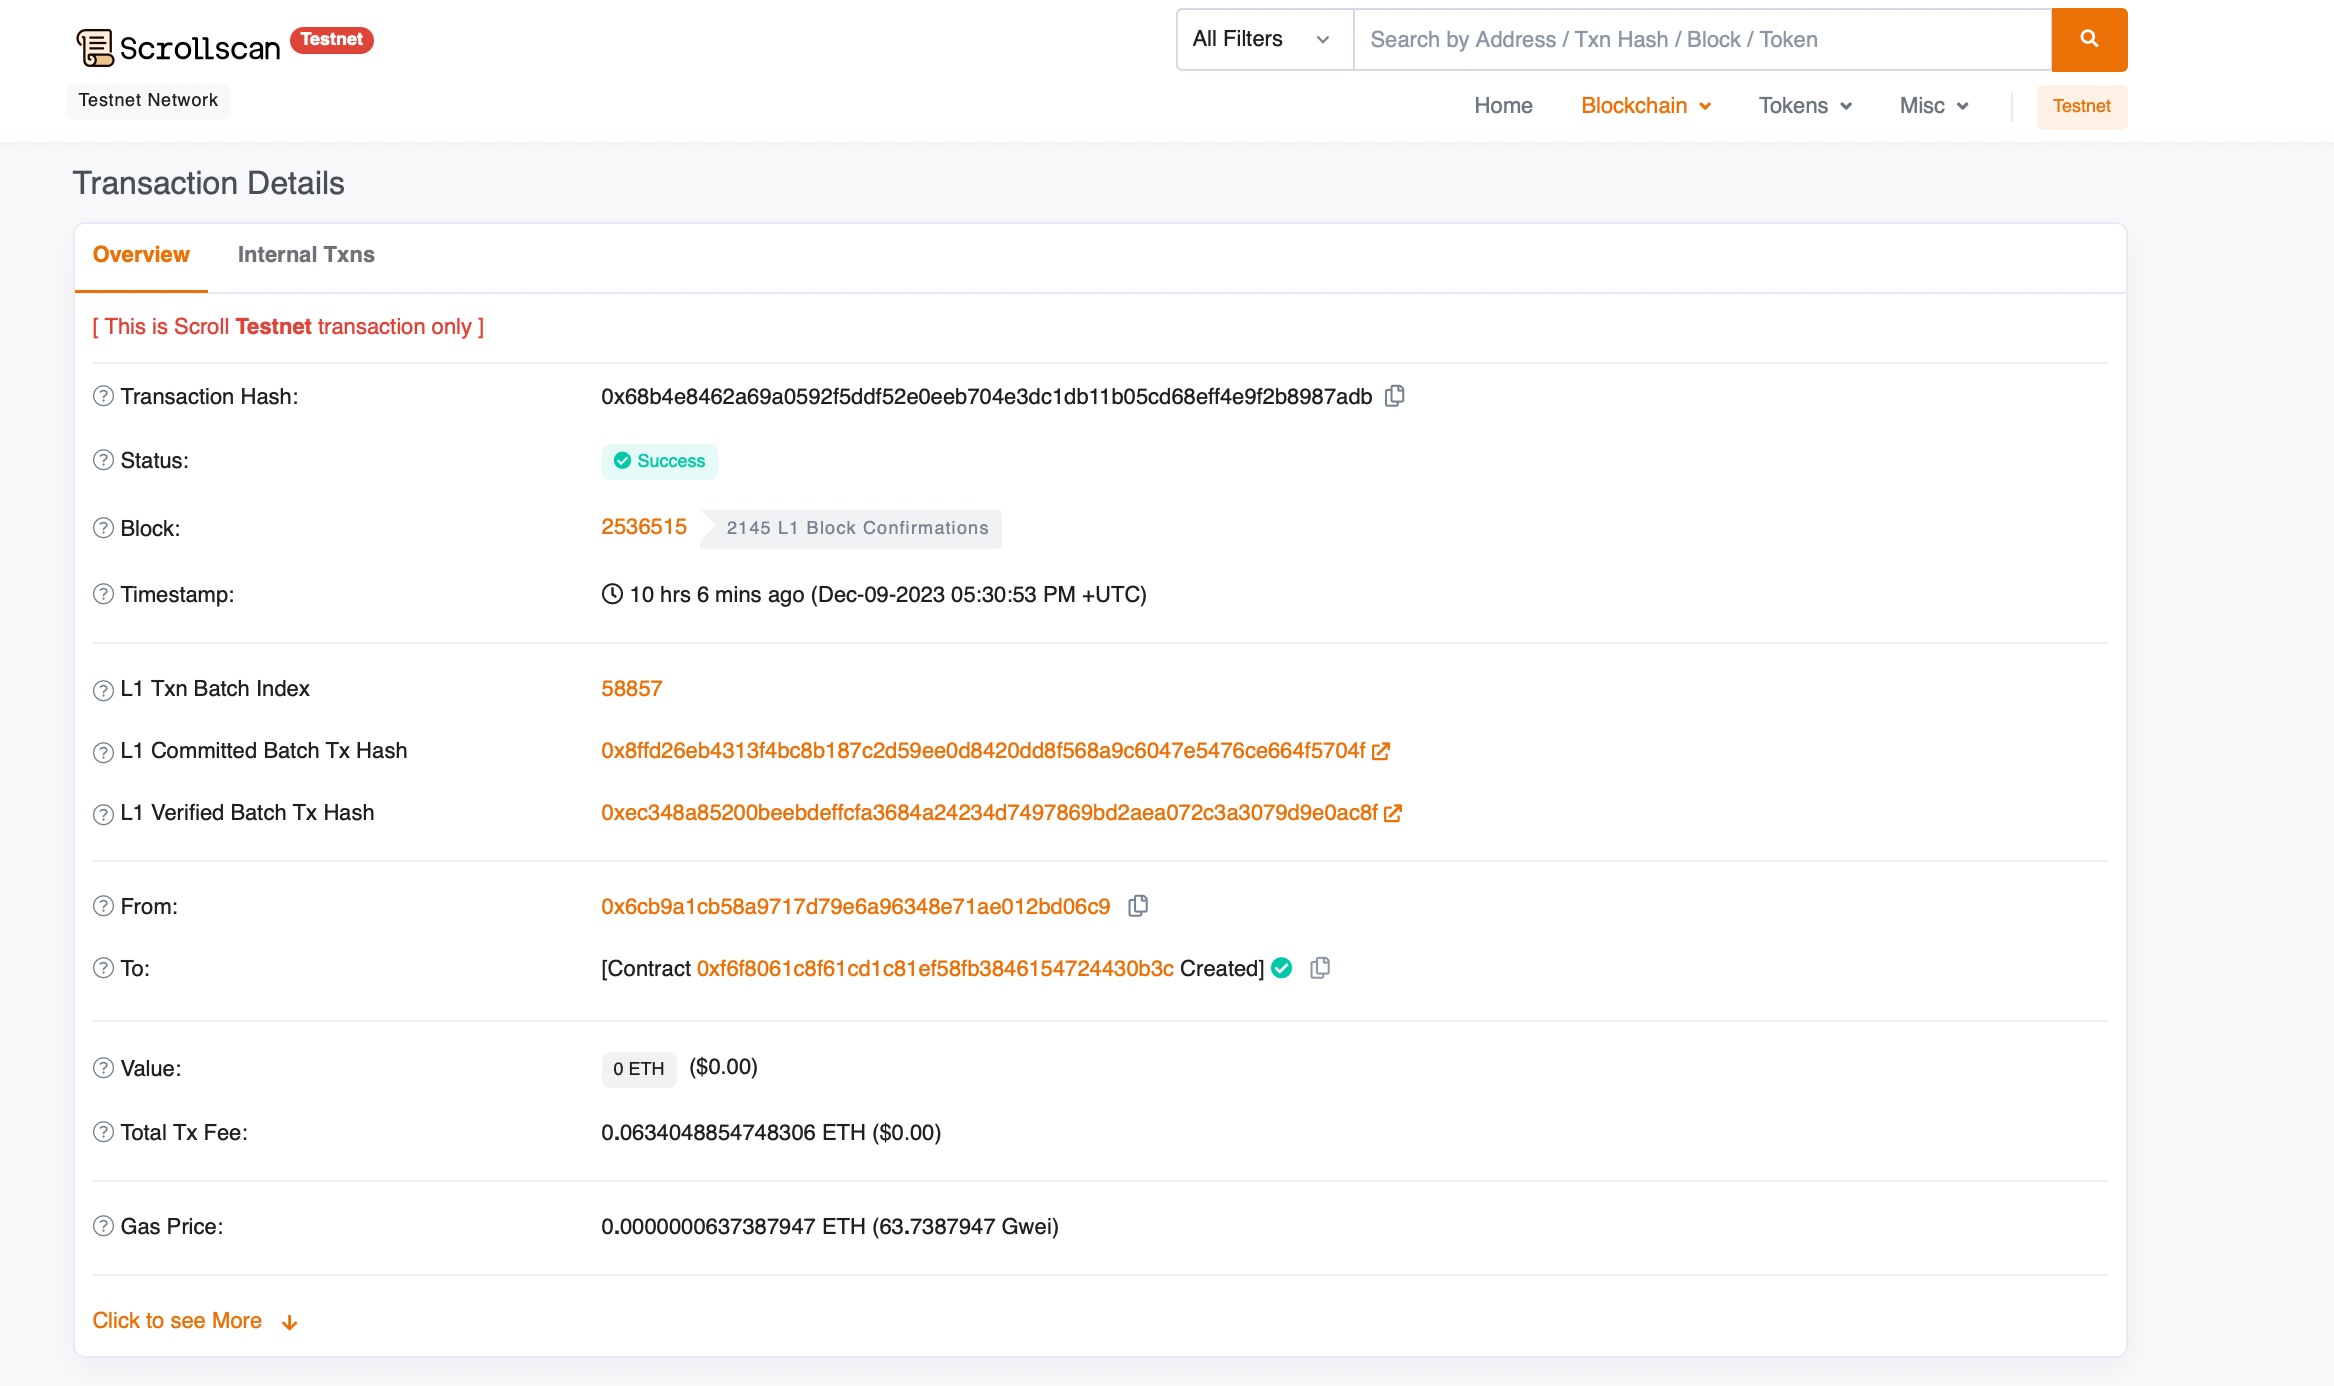 Scrollscan Testnet
Testnet Network
All Filters
Search by Address / Txn Hash / Block / Token
Home Blockchain Tokens Misc Testnet
Transaction Details
Overview Internal Txns
[ This is Scroll Testnet transaction only ]
Transaction Hash: 0x68b4e8462a69a0592f5ddf52e0eeb704e3dc1db11b05cd68eff4e9f2b8987adb
Status: Success
Block: 2536515 2145 L1 Block Confirmations
Timestamp: 10 hrs 6 mins ago (Dec-09-2023 05:30:53 PM +UTC)
L1 Txn Batch Index 58857
L1 Committed Batch Tx Hash 0x8ffd26eb4313f4bc8b187c2d59ee0d8420dd8f568a9c6047e5476ce664f5704f
L1 Verified Batch Tx Hash 0xec348a85200beebdeffcfa3684a24234d7497869bd2aea072c3a3079d9e0ac8f
From: 0x6cb9a1cb58a9717d79e6a96348e71ae012bd06c9
To: [Contract 0xf6f8061c8f61cd1c81ef58fb3846154724430b3c Created]
Value: 0 ETH ($0.00)
Total Tx Fee: 0.0634048854748306 ETH ($0.00)
Gas Price: 0.0000000637387947 ETH (63.7387947 Gwei)
Click to see More